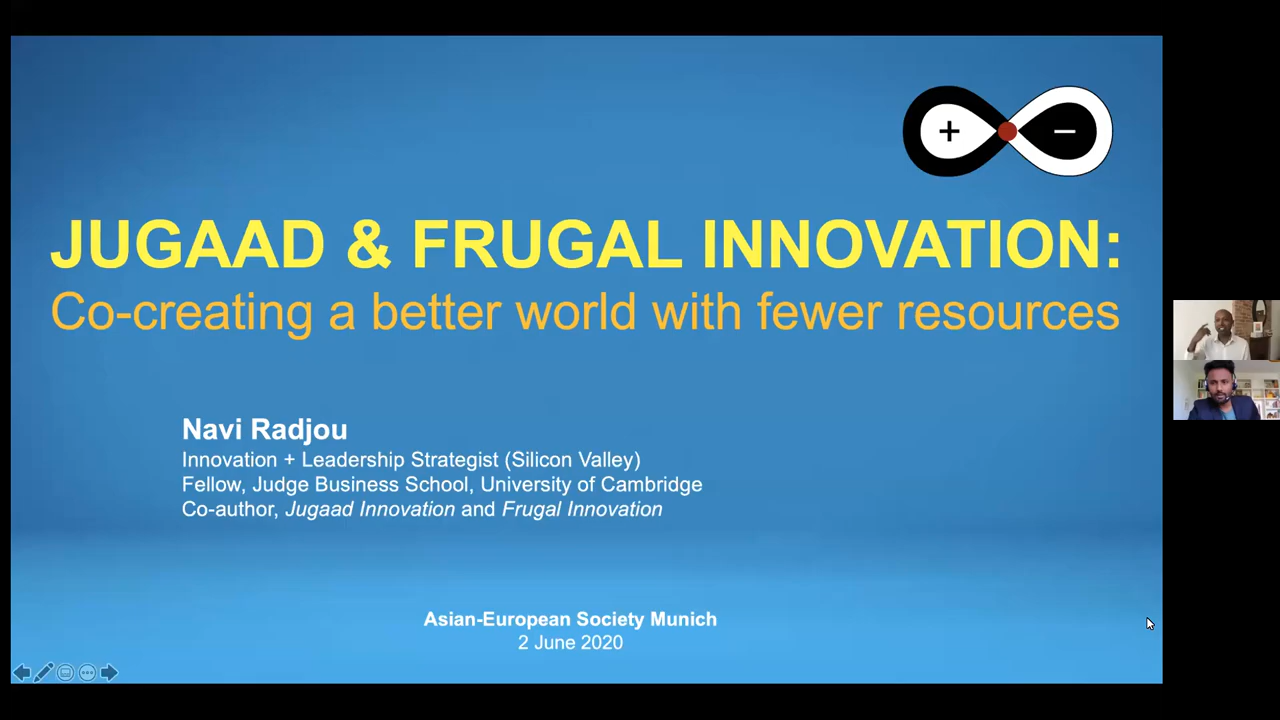 + −
JUGAAD & FRUGAL INNOVATION:
Co-creating a better world with fewer resources
Navi Radjou
Innovation + Leadership Strategist (Silicon Valley)
Fellow, Judge Business School, University of Cambridge
Co-author, Jugaad Innovation and Frugal Innovation
Asian-European Society Munich
2 June 2020